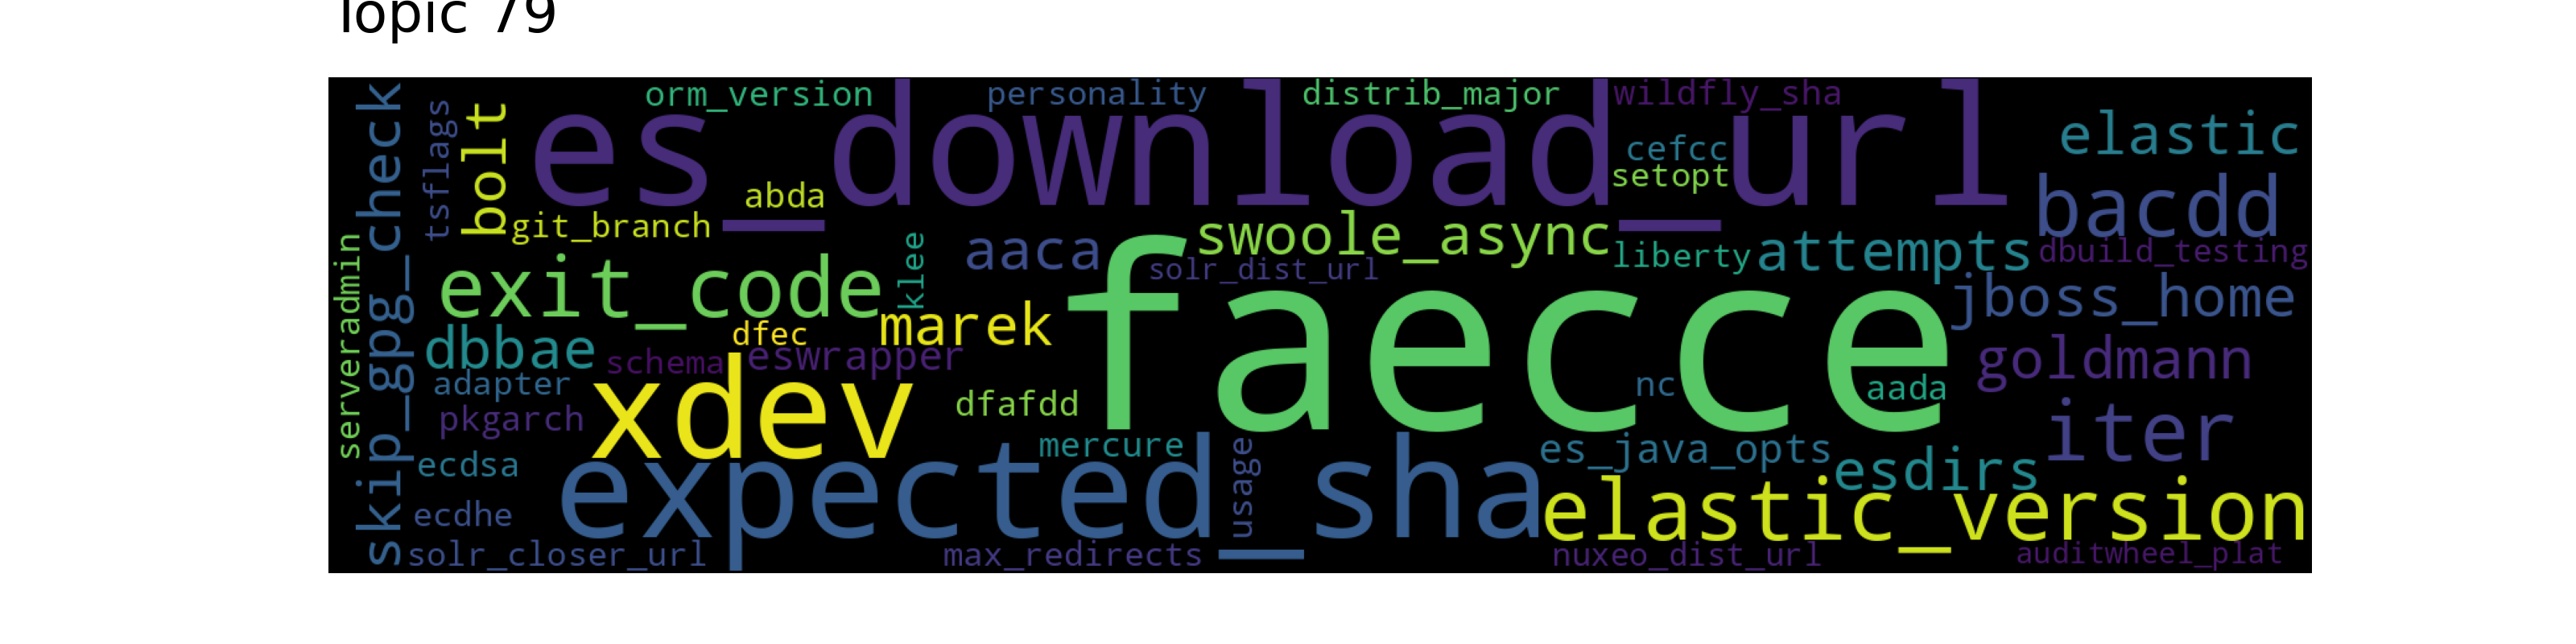 Topic 79
orm_version
personality
distrib_major
wildfly_sha
skip_gpg_check
tsflags
bolt
es_download_url
elastic
cefcc
setopt
abda
git_branch
bacdd
swoole_async
serveradmin
exit_code
klee
aaca
solr_dist_url
liberty
attempts
dbuild_testing
faecce
jboss_home
marek
dfec
dbbae
schema
eswrapper
goldmann
adapter
xdev
dfafdd
nc
aada
pkgarch
iter
mercure
usage
es_java_opts
ecdsa
expected_sha
esdirs
ecdhe
elastic_version
solr_closer_url
max_redirects
nuxeo_dist_url
auditwheel_plat